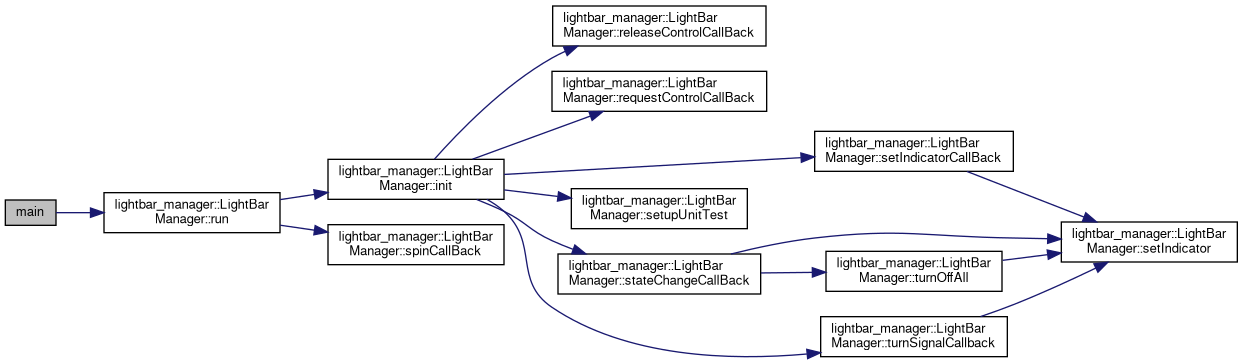 main
lightbar_manager::LightBar
Manager::run
lightbar_manager::LightBar
Manager::init
lightbar_manager::LightBar
Manager::spinCallBack
lightbar_manager::LightBar
Manager::releaseControlCallBack
lightbar_manager::LightBar
Manager::requestControlCallBack
lightbar_manager::LightBar
Manager::setIndicatorCallBack
lightbar_manager::LightBar
Manager::setupUnitTest
lightbar_manager::LightBar
Manager::stateChangeCallBack
lightbar_manager::LightBar
Manager::turnOffAll
lightbar_manager::LightBar
Manager::turnSignalCallback
lightbar_manager::LightBar
Manager::setIndicator